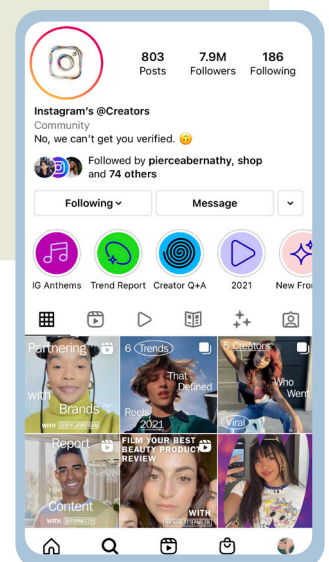 803 7.9M 186
Posts Followers Following
Instagram's @Creators
Community
No, we can't get you verified. 🙃
Followed by pierceabernathy, shop
and 74 others
Following Message
IG Anthems Trend Report Creator Q+A 2021 New Fro
Partnering
with
Brands
WITH
6 Trends
That
Defined
Reels
2021
5 Creators
Who
Went
Viral
Report
Content
WITH
FILM YOUR BEST
BEAUTY PRODUCT
REVIEW
WITH